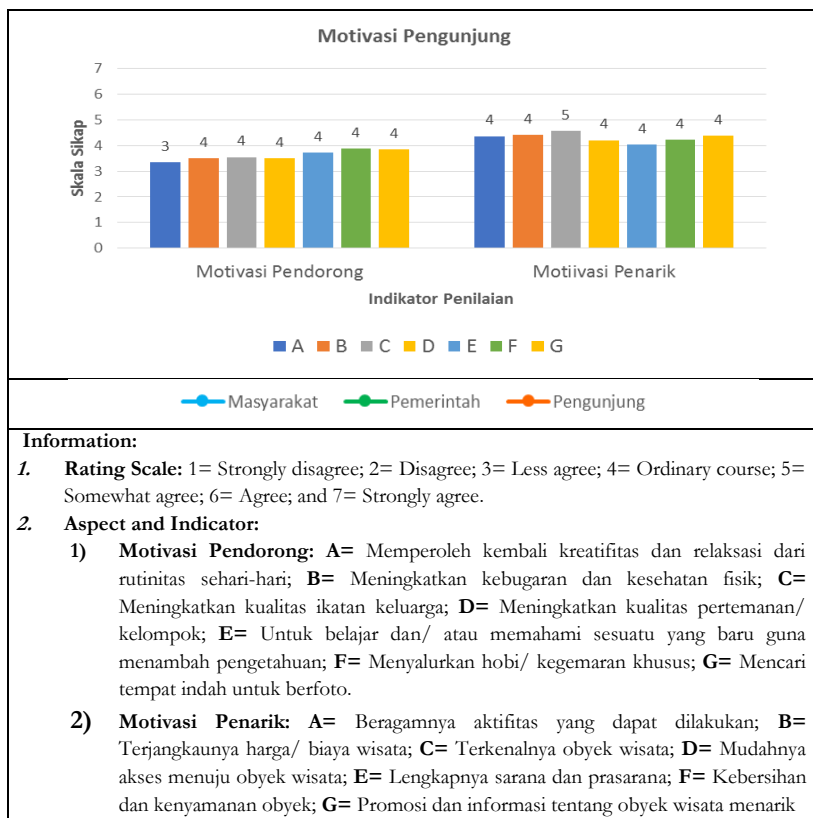 Motivasi Pengunjung
7
6
5
4
3
2
1
0
Skala Sikap
3 4 4 4 4 4 4
4 4 5 4 4 4 4
Motivasi Pendorong Motiivasi Penarik
Indikator Penilaian
A B C D E F G
Masyarakat Pemerintah Pengunjung
Information:
1. Rating Scale: 1= Strongly disagree; 2= Disagree; 3= Less agree; 4= Ordinary course; 5=
Somewhat agree; 6= Agree; and 7= Strongly agree.
2. Aspect and Indicator:
1) Motivasi Pendorong: A= Memperoleh kembali kreatifitas dan relaksasi dari
rutinitas sehari-hari; B= Meningkatkan kebugaran dan kesehatan fisik; C=
Meningkatkan kualitas ikatan keluarga; D= Meningkatkan kualitas pertemanan/
kelompok; E= Untuk belajar dan/ atau memahami sesuatu yang baru guna
menambah pengetahuan; F= Menyalurkan hobi/ kegemaran khusus; G= Mencari
tempat indah untuk berfoto.
2) Motivasi Penarik: A= Beragamnya aktifitas yang dapat dilakukan; B=
Terjangkaunya harga/ biaya wisata; C= Terkenalnya obyek wisata; D= Mudahnya
akses menuju obyek wisata; E= Lengkapnya sarana dan prasarana; F= Kebersihan
dan kenyamanan obyek; G= Promosi dan informasi tentang obyek wisata menarik